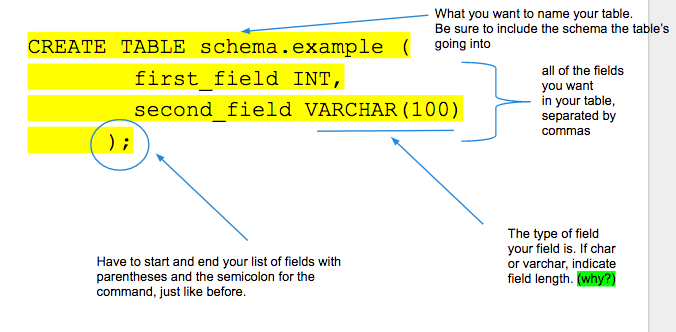 What you want to name your table.
Be sure to include the schema the table's
going into
CREATE TABLE schema.example (
first_field INT,
second_field VARCHAR(100)
);
all of the fields
you want
in your table,
separated by
commas
Have to start and end your list of fields with
parentheses and the semicolon for the
command, just like before.
The type of field
your field is. If char
or varchar, indicate
field length. (why?)